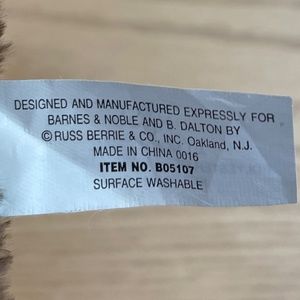 DESIGNED AND MANUFACTURED EXPRESSLY FOR
BARNES & NOBLE AND B. DALTON BY
© RUSS BERRIE & CO., INC. Oakland, N.J.
MADE IN CHINA 0016
ITEM NO. B05107
SURFACE WASHABLE